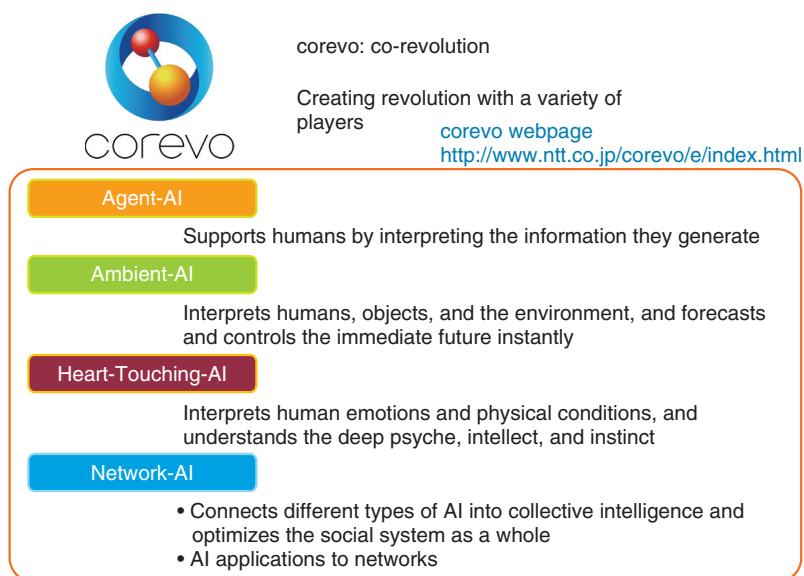 corevo
corevo: co-revolution
Creating revolution with a variety of
players
corevo webpage
http://www.ntt.co.jp/corevo/e/index.html
Agent-AI
Supports humans by interpreting the information they generate
Ambient-AI
Interprets humans, objects, and the environment, and forecasts
and controls the immediate future instantly
Heart-Touching-AI
Interprets human emotions and physical conditions, and
understands the deep psyche, intellect, and instinct
Network-AI
• Connects different types of AI into collective intelligence and
optimizes the social system as a whole
• AI applications to networks